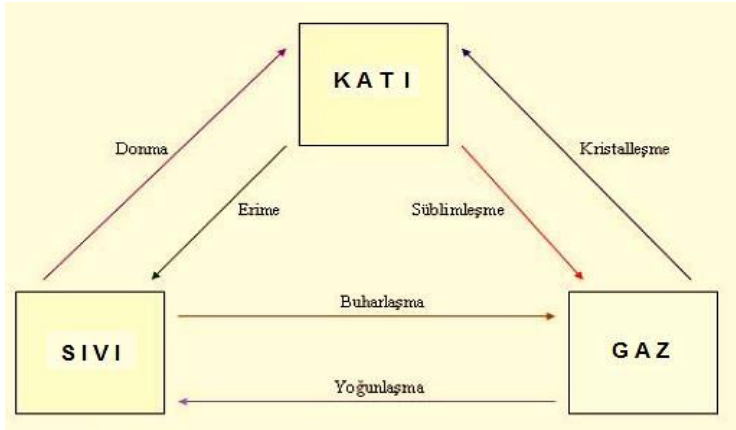 K A T I
Donma
Kristalleşme
Erime
Süblimleşme
Buharlaşma
S I V I
G A Z
Yoğunlaşma